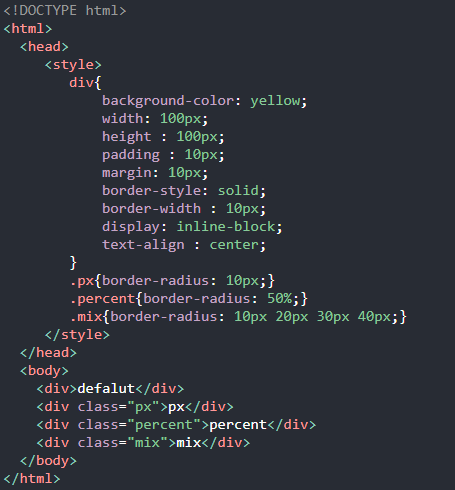 <!DOCTYPE html>
<html>
<head>
<style>
div{
background-color: yellow;
width: 100px;
height : 100px;
padding : 10px;
margin: 10px;
border-style: solid;
border-width : 10px;
display: inline-block;
text-align : center;
}
.px{border-radius: 10px;}
.percent{border-radius: 50%;}
.mix{border-radius: 10px 20px 30px 40px;}
</style>
</head>
<body>
<div>defalut</div>
<div class="px">px</div>
<div class="percent">percent</div>
<div class="mix">mix</div>
</body>
</html>